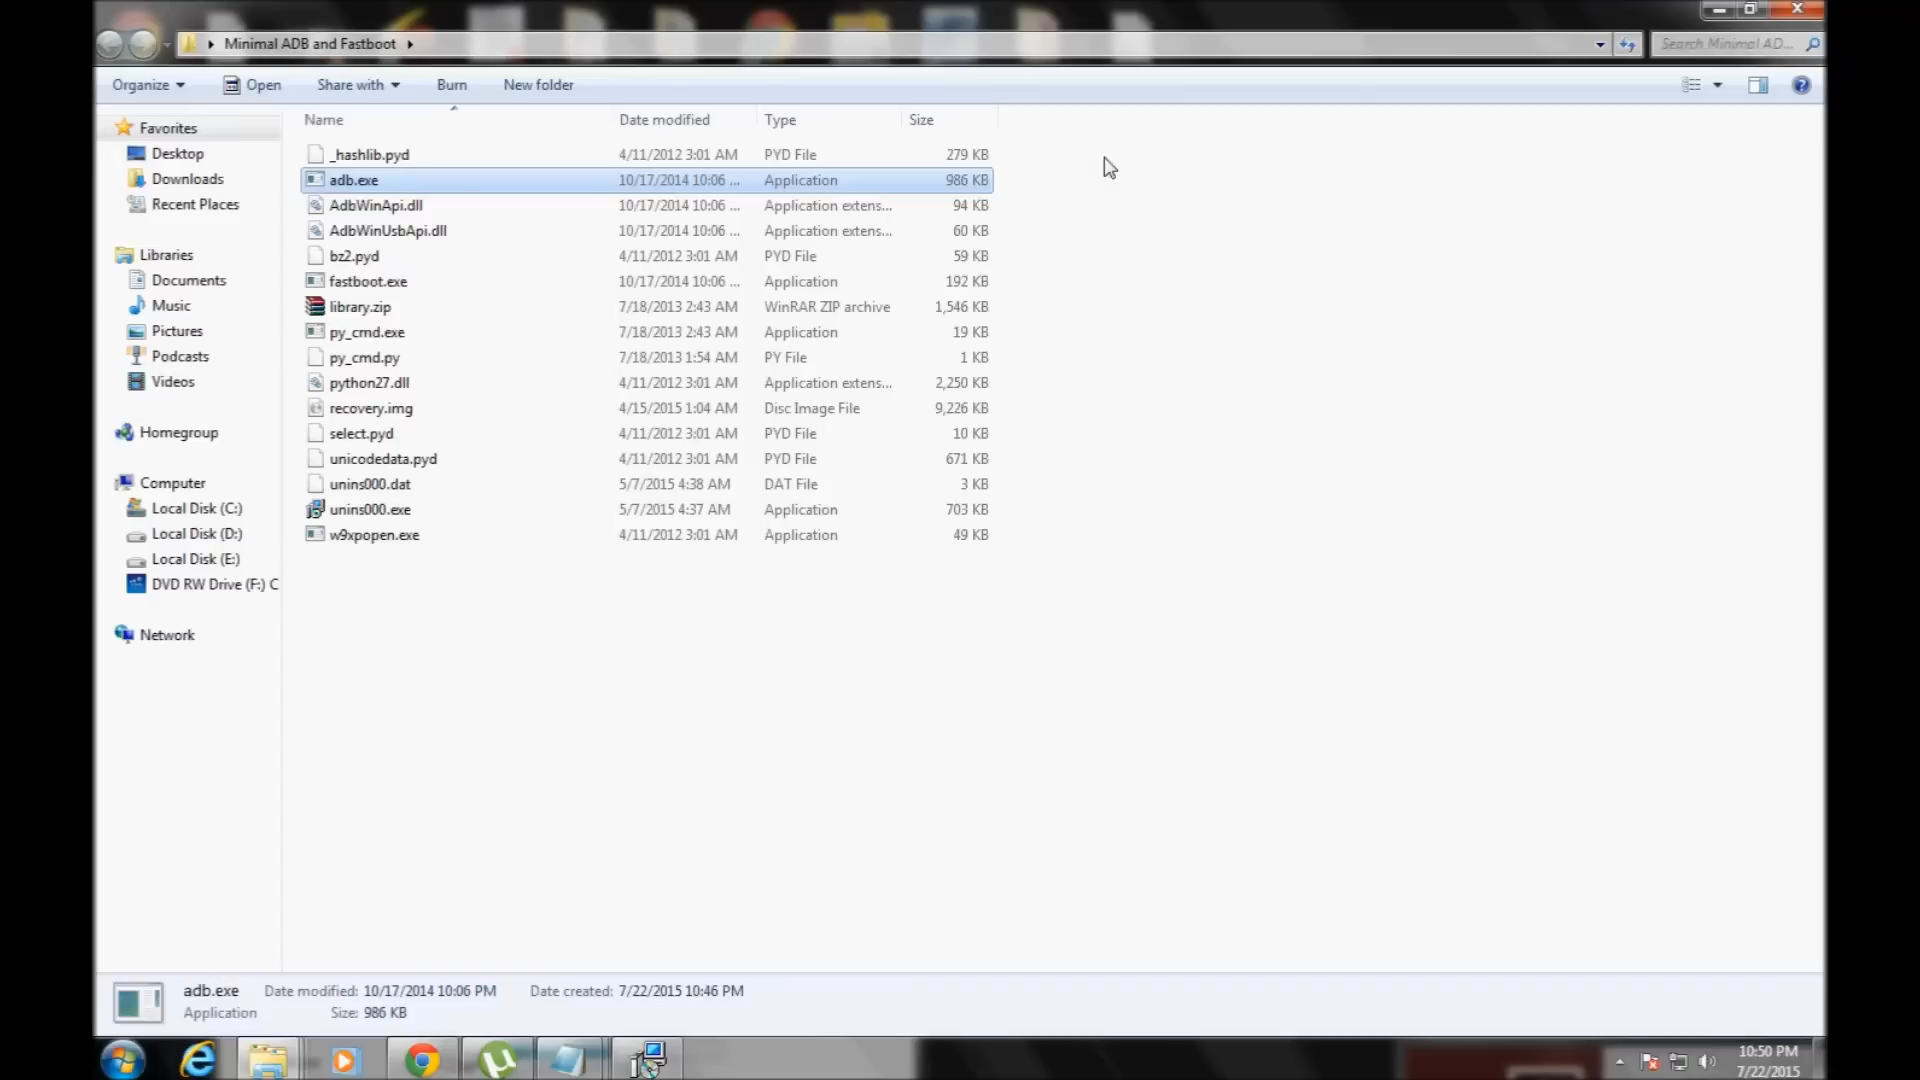 Minimal ADB and Fastboot
Search Minimal AD...
Organize
Open
Share with
Burn
New folder
Name
Date modified
Type
Size
Favorites
Desktop
Downloads
Recent Places
Libraries
Documents
Music
Pictures
Podcasts
Videos
Homegroup
Computer
Local Disk (C:)
Local Disk (D:)
Local Disk (E:)
DVD RW Drive (F:) C
Network
_hashlib.pyd 4/11/2012 3:01 AM PYD File 279 KB
adb.exe 10/17/2014 10:06 ... Application 986 KB
AdbWinApi.dll 10/17/2014 10:06 ... Application extens... 94 KB
AdbWinUsbApi.dll 10/17/2014 10:06 ... Application extens... 60 KB
bz2.pyd 4/11/2012 3:01 AM PYD File 59 KB
fastboot.exe 10/17/2014 10:06 ... Application 192 KB
library.zip 7/18/2013 2:43 AM WinRAR ZIP archive 1,546 KB
py_cmd.exe 7/18/2013 2:43 AM Application 19 KB
py_cmd.py 7/18/2013 1:54 AM PY File 1 KB
python27.dll 4/11/2012 3:01 AM Application extens... 2,250 KB
recovery.img 4/15/2015 1:04 AM Disc Image File 9,226 KB
select.pyd 4/11/2012 3:01 AM PYD File 10 KB
unicodedata.pyd 4/11/2012 3:01 AM PYD File 671 KB
unins000.dat 5/7/2015 4:38 AM DAT File 3 KB
unins000.exe 5/7/2015 4:37 AM Application 703 KB
w9xpopen.exe 4/11/2012 3:01 AM Application 49 KB
adb.exe Date modified: 10/17/2014 10:06 PM Date created: 7/22/2015 10:46 PM
Application Size: 986 KB
10:50 PM
7/22/2015